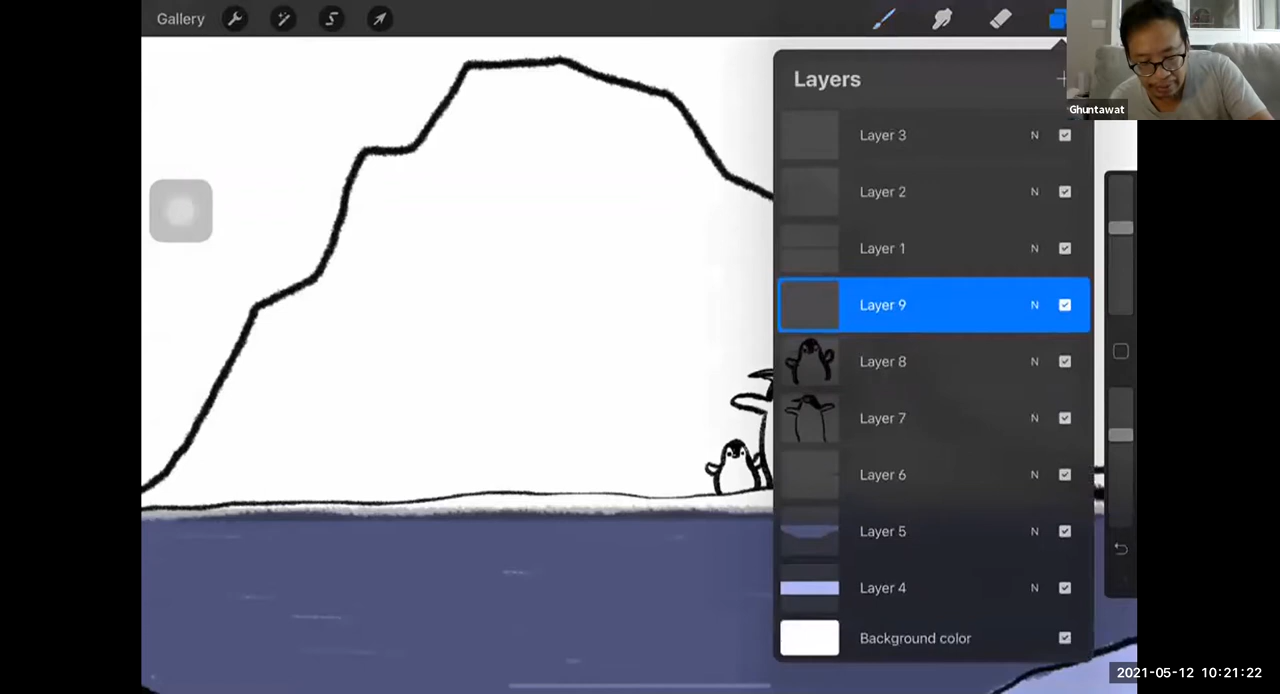 Gallery
Layers
Ghuntawat
Layer 3 N
Layer 2 N
Layer 1 N
Layer 9 N
Layer 8 N
Layer 7 N
Layer 6 N
Layer 5 N
Layer 4 N
Background color
2021-05-12 10:21:22